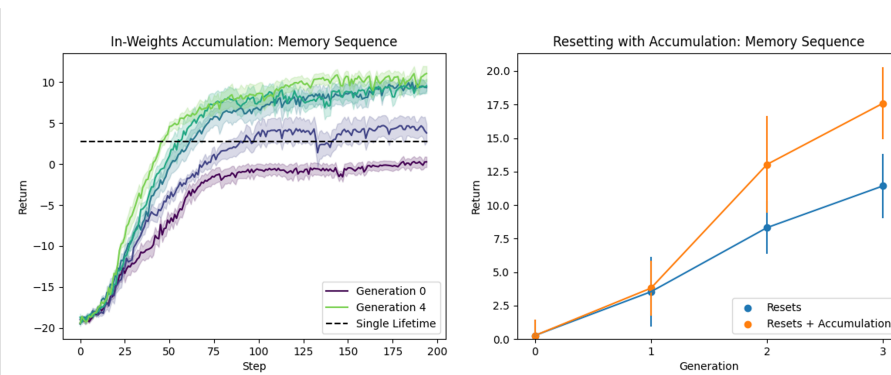 In-Weights Accumulation: Memory Sequence
10
5
0
−5
−10
−15
−20
Return
0 25 50 75 100 125 150 175 200
Step
Generation 0
Generation 4
Single Lifetime
Resetting with Accumulation: Memory Sequence
20.0
17.5
15.0
12.5
10.0
7.5
5.0
2.5
0.0
Return
0 1 2 3
Generation
Resets
Resets + Accumulation